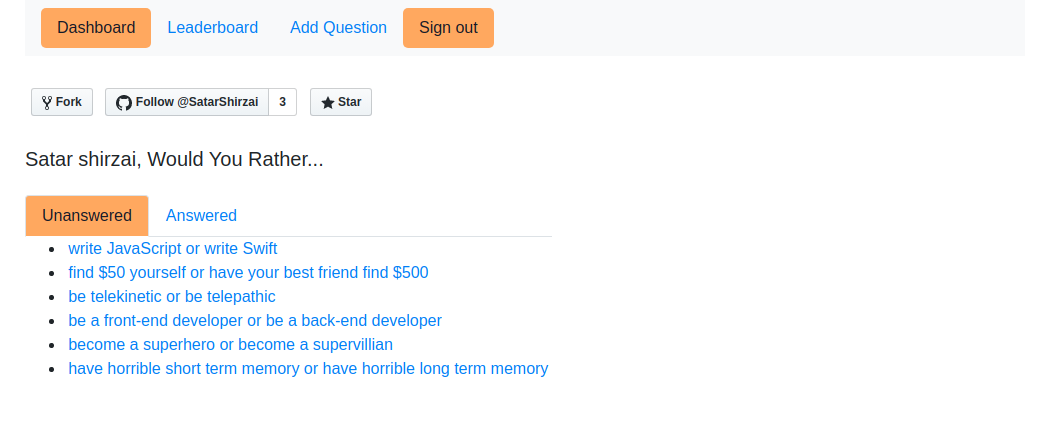 Dashboard Leaderboard Add Question Sign out
Fork Follow @SatarShirzai 3 Star
Satar shirzai, Would You Rather...
Unanswered Answered
write JavaScript or write Swift
find $50 yourself or have your best friend find $500
be telekinetic or be telepathic
be a front-end developer or be a back-end developer
become a superhero or become a supervillian
have horrible short term memory or have horrible long term memory